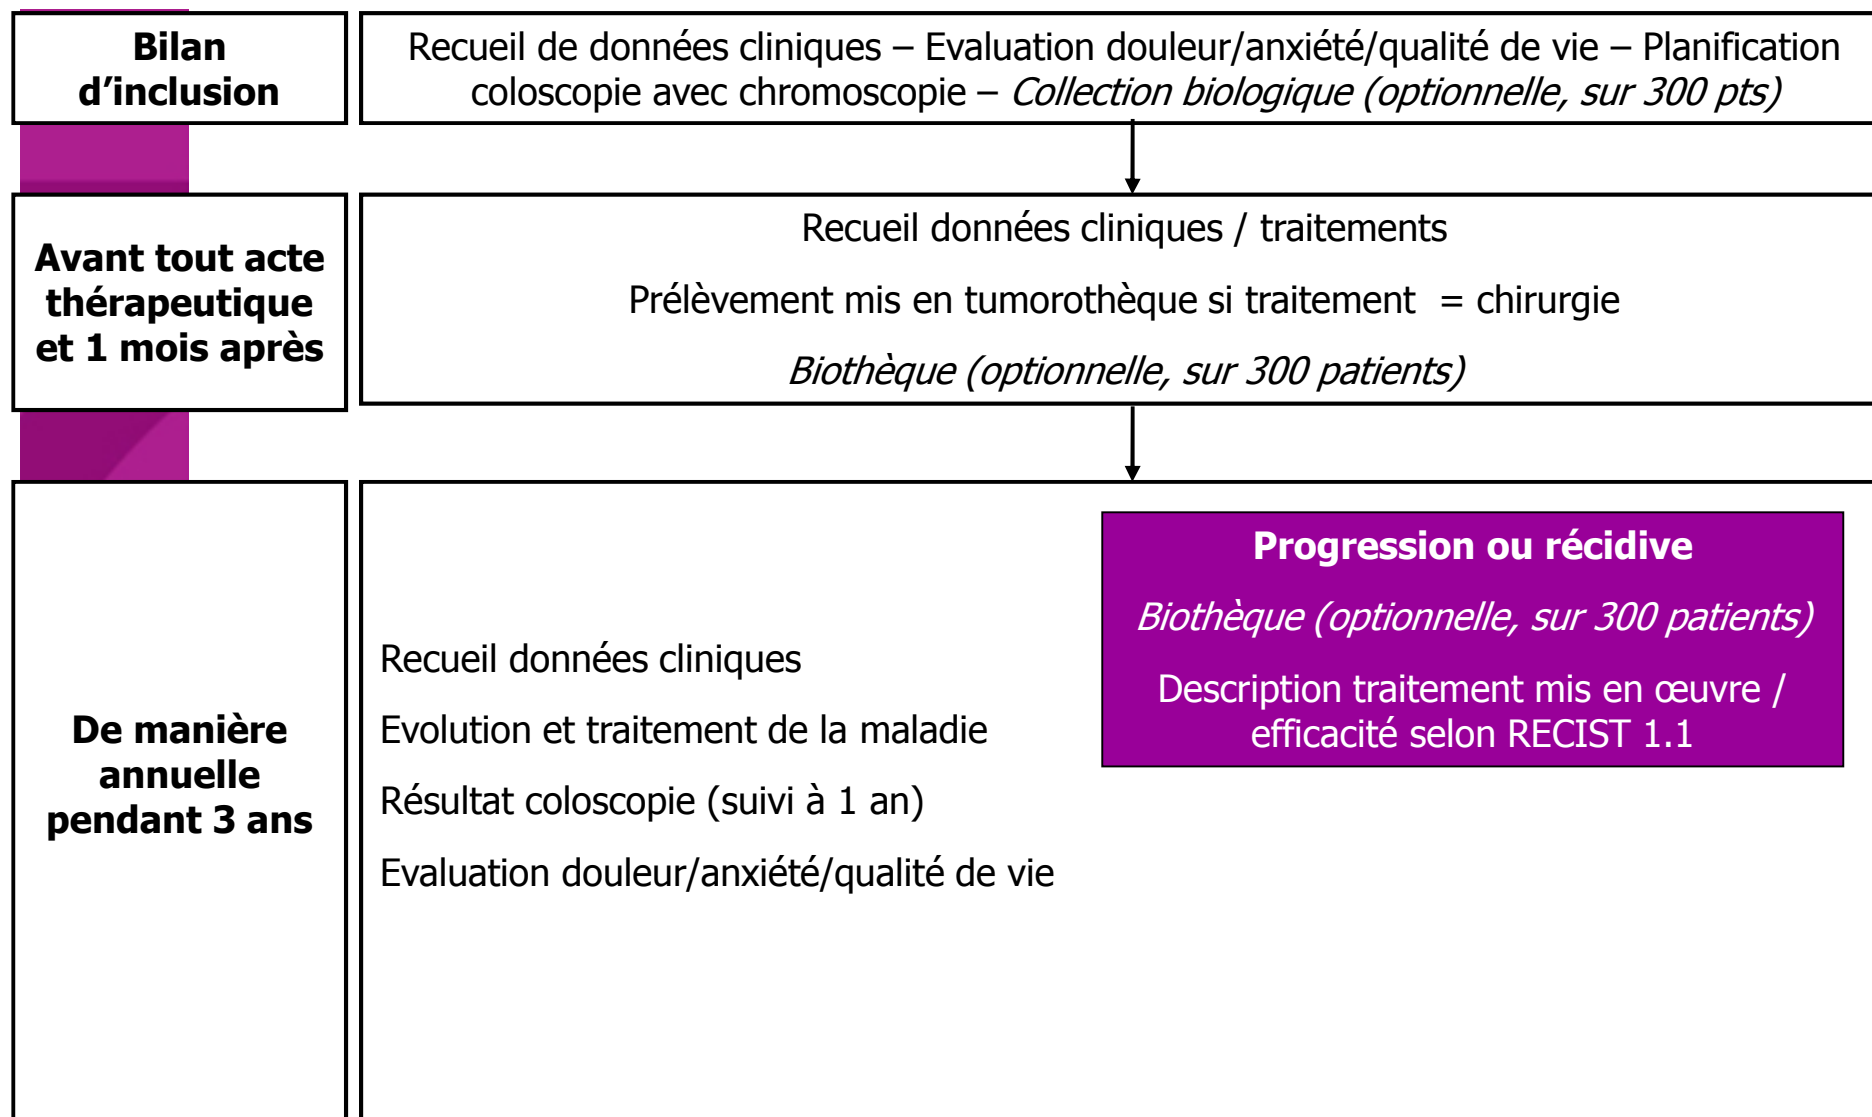 Bilan
d’inclusion
Recueil de données cliniques – Evaluation douleur/anxiété/qualité de vie – Planification
coloscopie avec chromoscopie – Collection biologique (optionnelle, sur 300 pts)
Avant tout acte
thérapeutique
et 1 mois après
Recueil données cliniques / traitements
Prélèvement mis en tumorothèque si traitement = chirurgie
Biothèque (optionnelle, sur 300 patients)
De manière
annuelle
pendant 3 ans
Recueil données cliniques
Evolution et traitement de la maladie
Résultat coloscopie (suivi à 1 an)
Evaluation douleur/anxiété/qualité de vie
Progression ou récidive
Biothèque (optionnelle, sur 300 patients)
Description traitement mis en œuvre /
efficacité selon RECIST 1.1